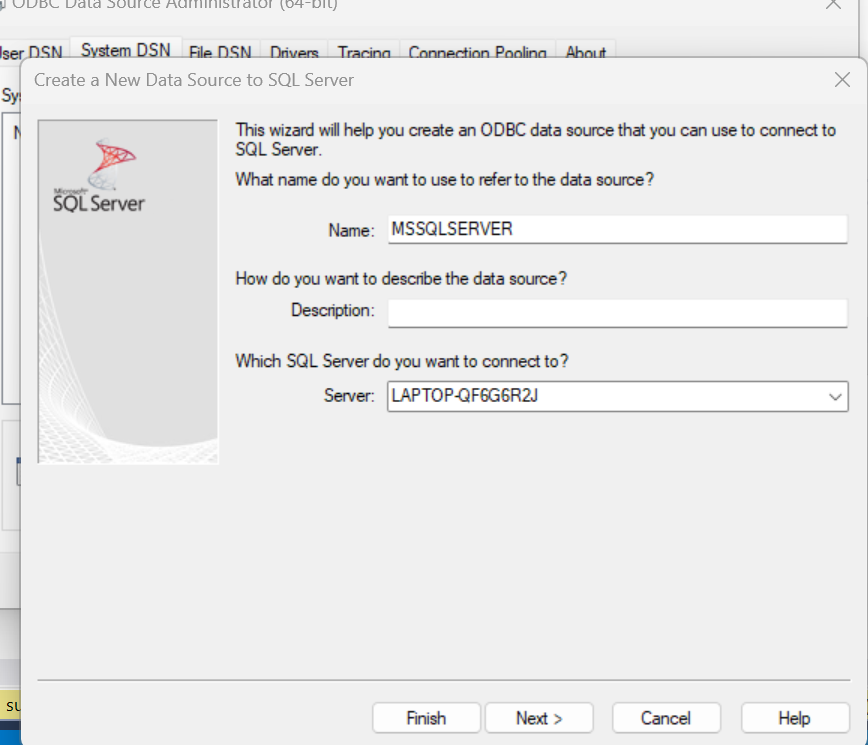 ODBC Data Source Administrator (64-bit)
User DSN System DSN File DSN Drivers Tracing Connection Pooling About
Create a New Data Source to SQL Server
This wizard will help you create an ODBC data source that you can use to connect to
SQL Server.
What name do you want to use to refer to the data source?
Microsoft
SQL Server
Name: MSSQLSERVER
How do you want to describe the data source?
Description:
Which SQL Server do you want to connect to?
Server: LAPTOP-QF6G6R2J
Finish Next > Cancel Help